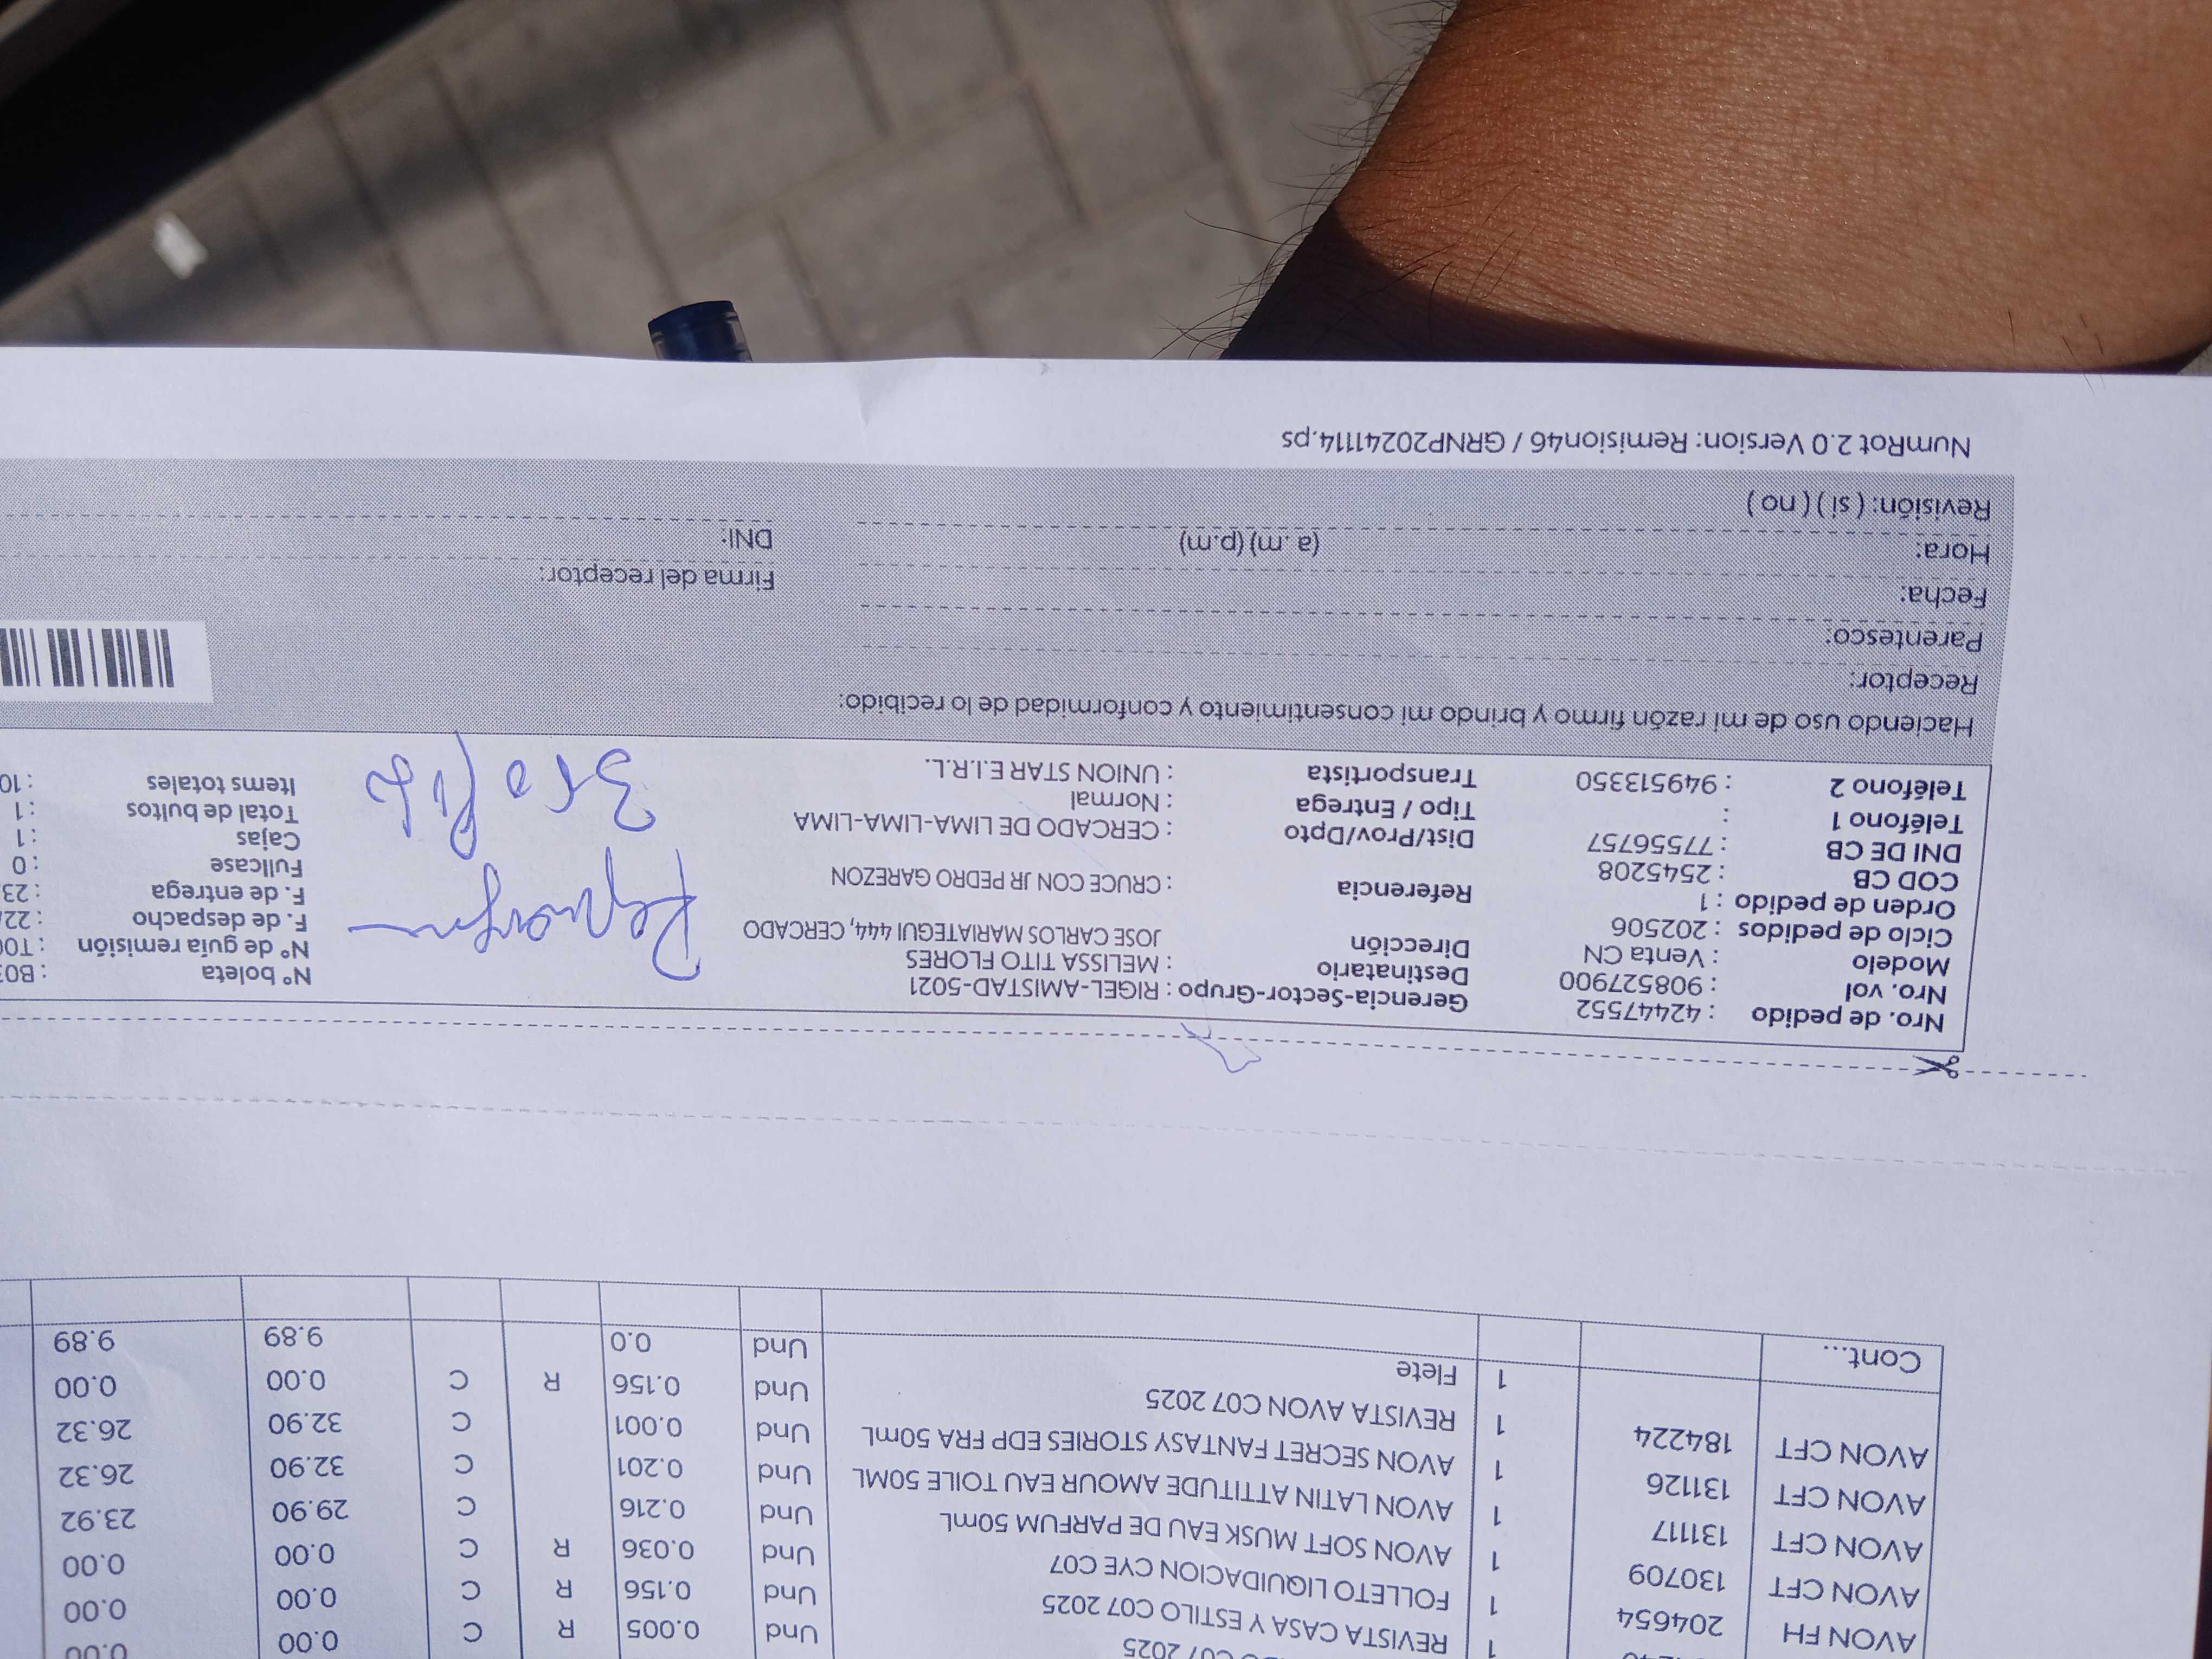 C07 2025 Und 0.005 R C 0.00 0.00
1 REVISTA CASA Y ESTILO C07 2025 Und 0.156 R C 0.00 0.00
AVON FH 204654 1 FOLLETO LIQUIDACION CYE C07 Und 0.036 R C 0.00 0.00
AVON CFT 130709 1 AVON SOFT MUSK EAU DE PARFUM 50mL Und 0.216 C 29.90 23.92
AVON CFT 131117 1 AVON LATIN ATTITUDE AMOUR EAU TOILE 50ML Und 0.201 C 32.90 26.32
AVON CFT 131126 1 AVON SECRET FANTASY STORIES EDP FRA 50mL Und 0.001 C 32.90 26.32
AVON CFT 184224 1 REVISTA AVON C07 2025 Und 0.156 R C 0.00 0.00
1 Flete Und 0.0 9.89 9.89
Cont...
Nro. de pedido : 42447552
Nro. vol : 908527900
Modelo : Venta CN
Ciclo de pedidos : 202506
Orden de pedido : 1
COD CB : 2545208
DNI DE CB : 77556757
Teléfono 1 :
Teléfono 2 : 949513350
Gerencia-Sector-Grupo : RIGEL-AMISTAD-5021
Destinatario : MELISSA TITO FLORES
Dirección JOSE CARLOS MARIATEGUI 444, CERCADO
Referencia : CRUCE CON JR PEDRO GAREZON
Dist/Prov/Dpto : CERCADO DE LIMA-LIMA-LIMA
Tipo / Entrega : Normal
Transportista : UNION STAR E.I.R.L.
N° boleta
N° de guía remisión
F. de despacho
F. de entrega
Fullcase : 0
Cajas : 1
Total de bultos : 1
Items totales : 10
Haciendo uso de mi razón firmo y brindo mi consentimiento y conformidad de lo recibido:
Receptor:
Parentesco:
Fecha:
Hora: (a. m) (p.m)
Revisión: ( si ) ( no )
Firma del receptor:
DNI:
NumRot 2.0 Version: Remision46 / GRNP20241114.ps